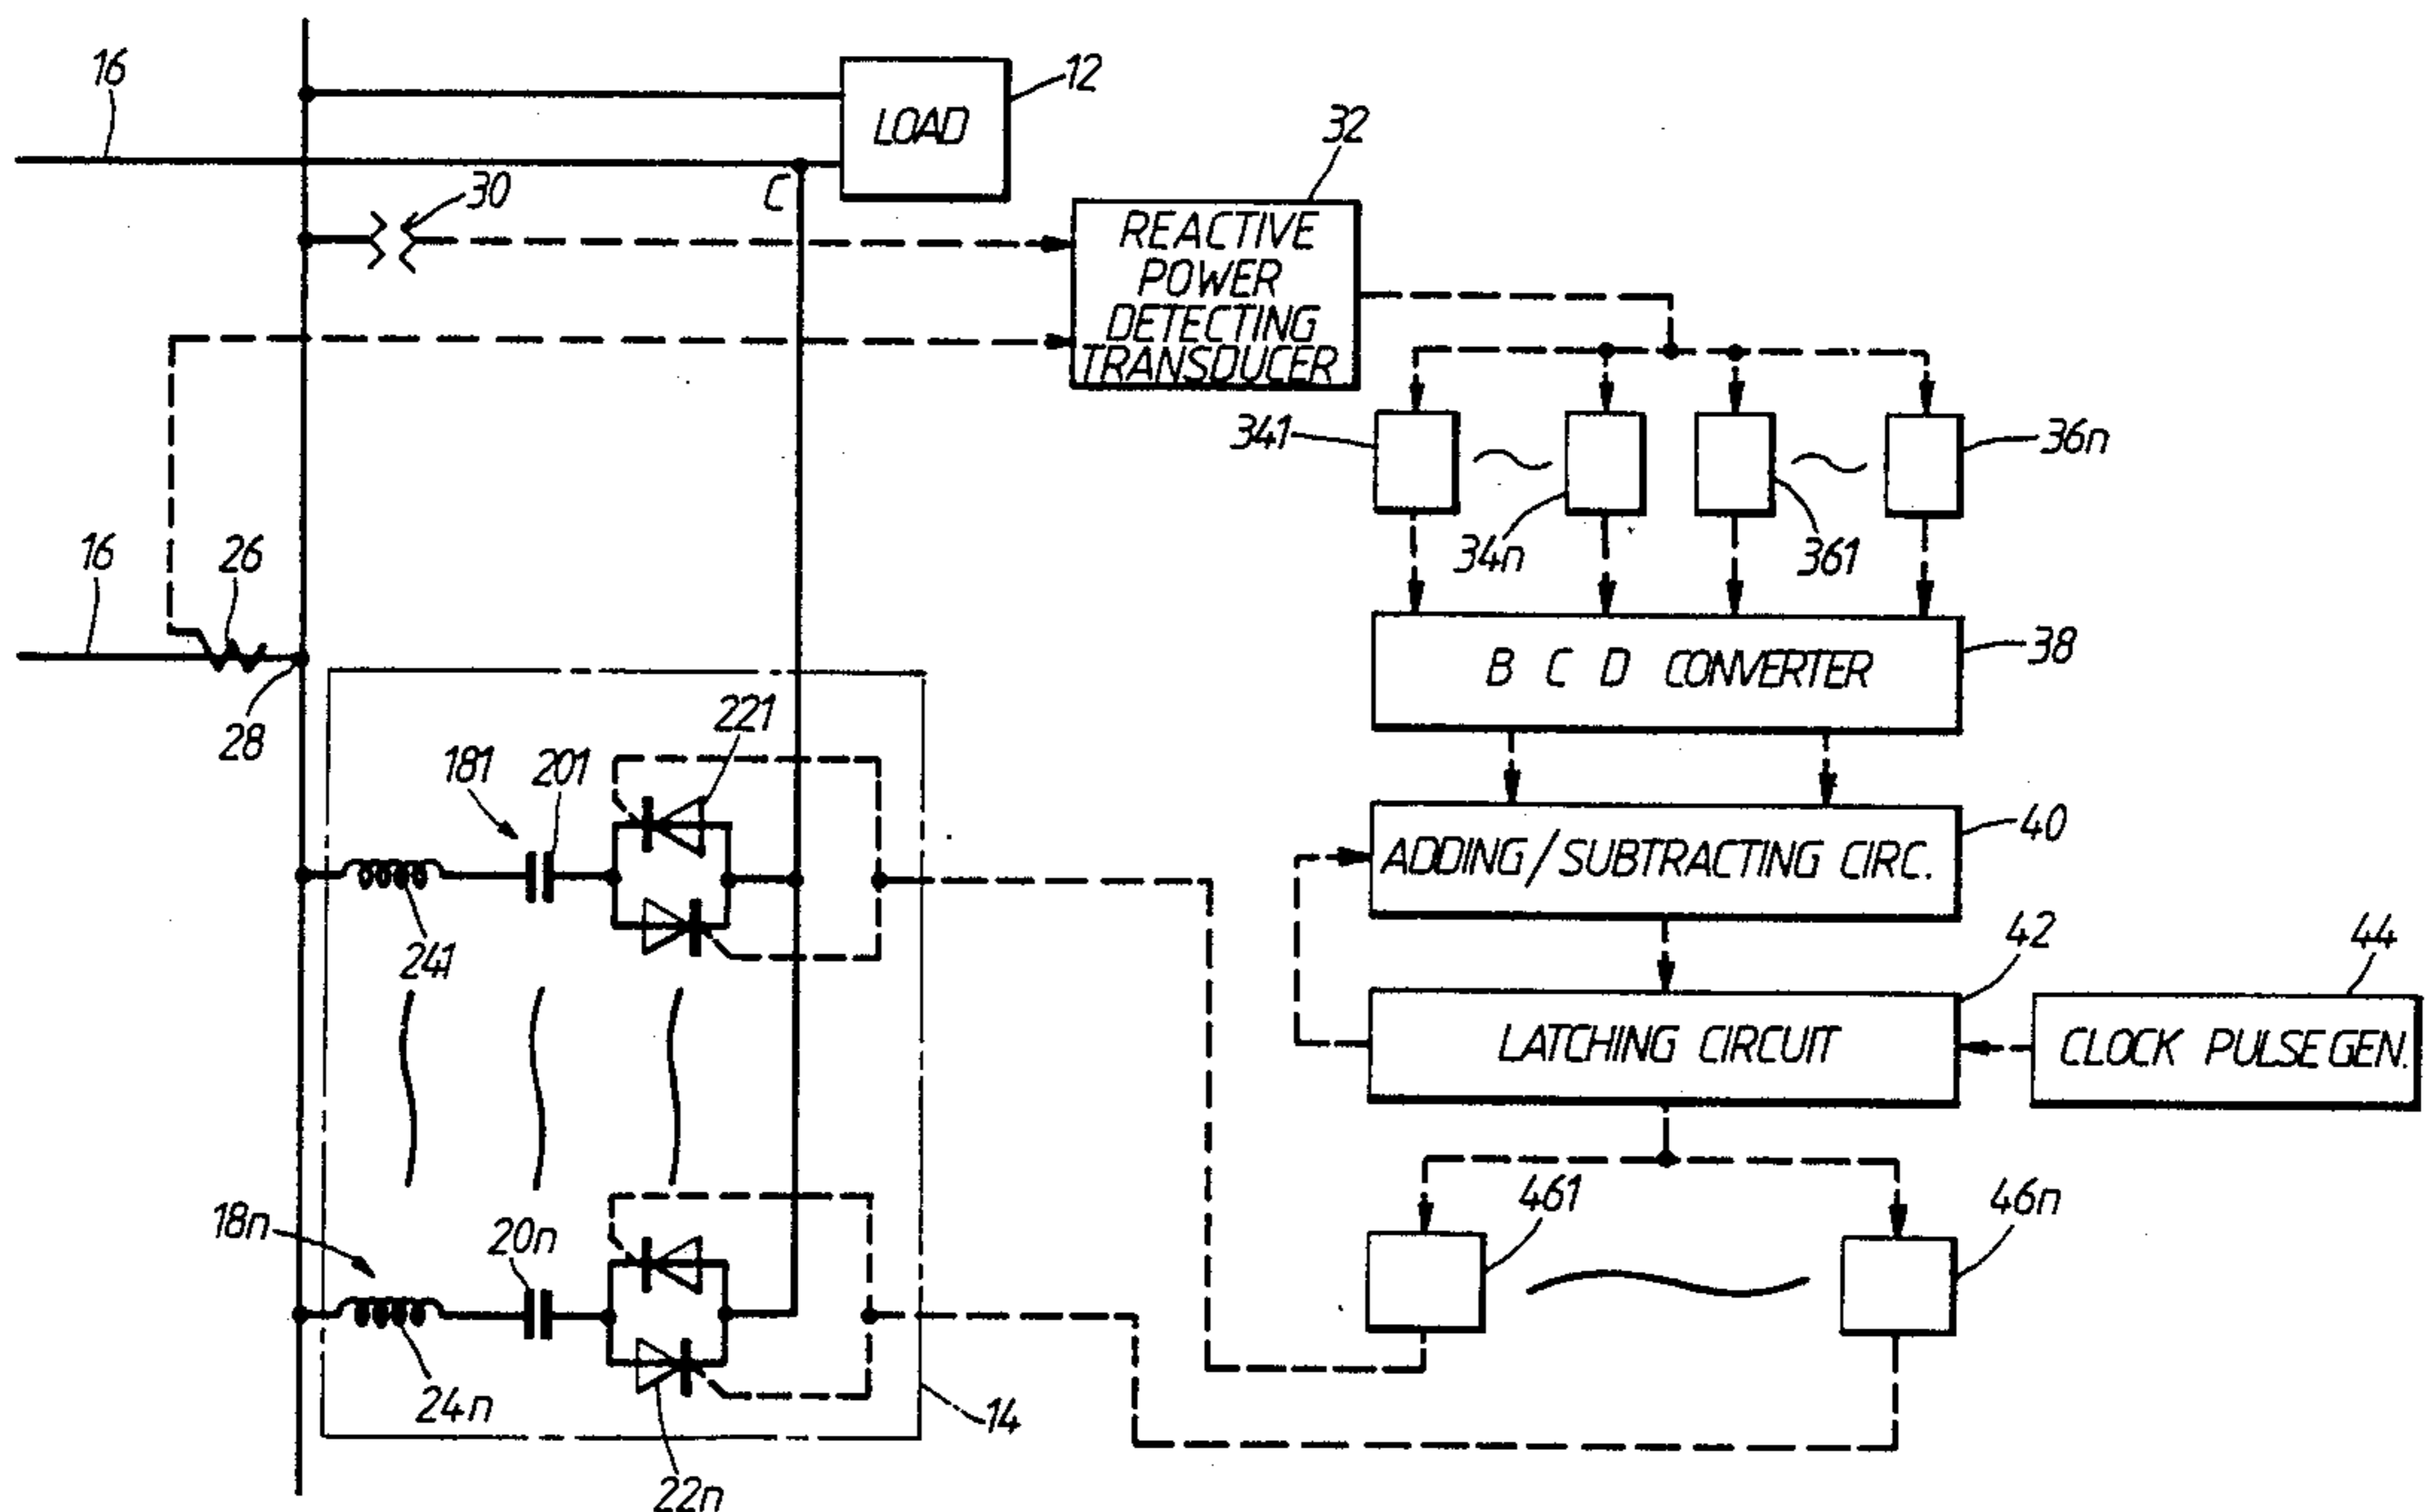 16
LOAD
12
C
30
32
REACTIVE
POWER
DETECTING
TRANSDUCER
341
34n
361
36n
16
26
28
B C D CONVERTER
38
181
201
221
241
ADDING/SUBTRACTING CIRC.
40
LATCHING CIRCUIT
42
CLOCK PULSE GEN.
44
18n
20n
24n
22n
14
461
46n